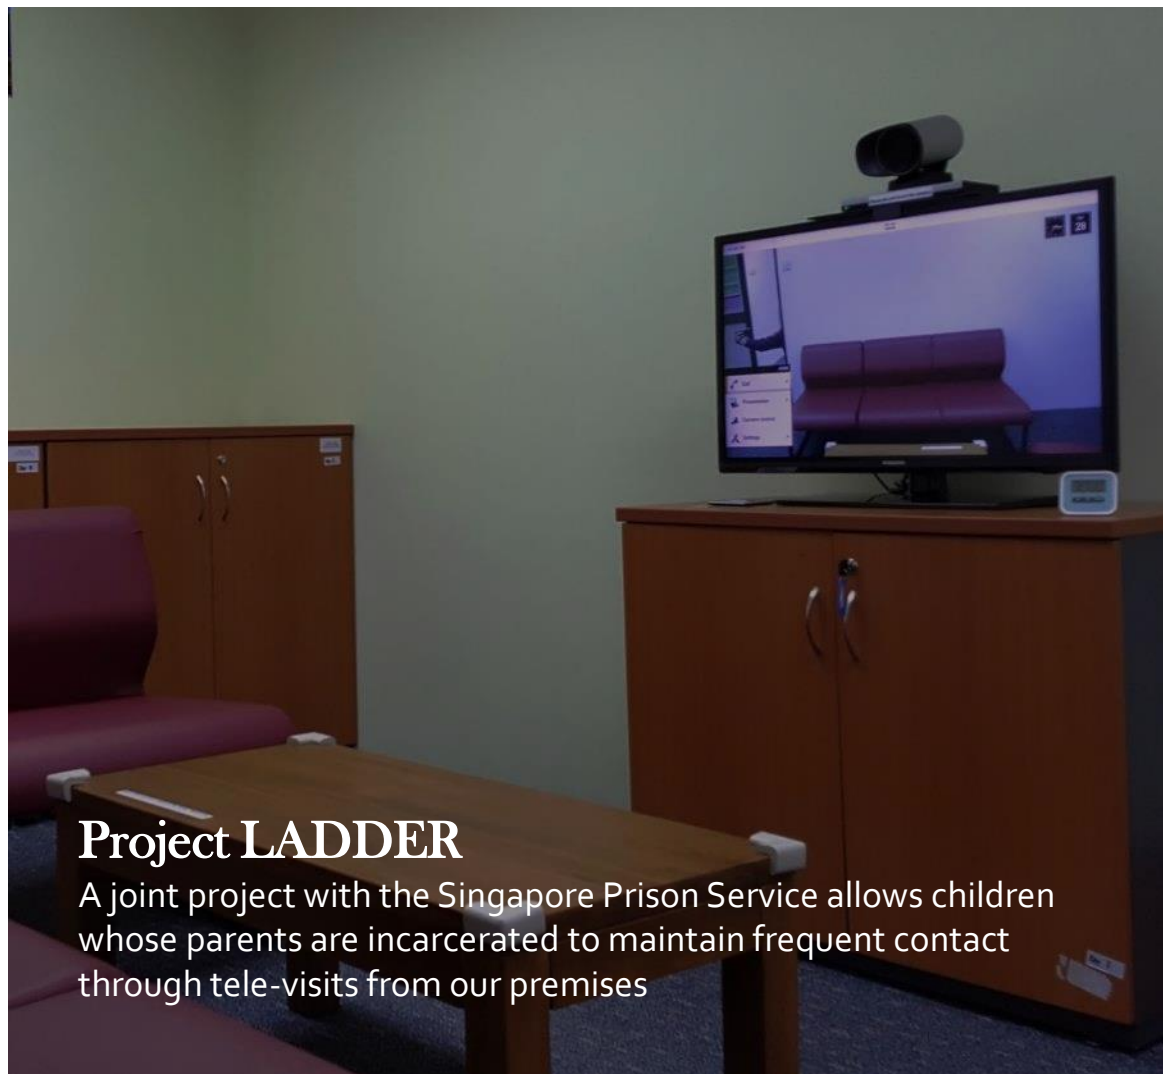 Project LADDER
A joint project with the Singapore Prison Service allows children
whose parents are incarcerated to maintain frequent contact
through tele-visits from our premises